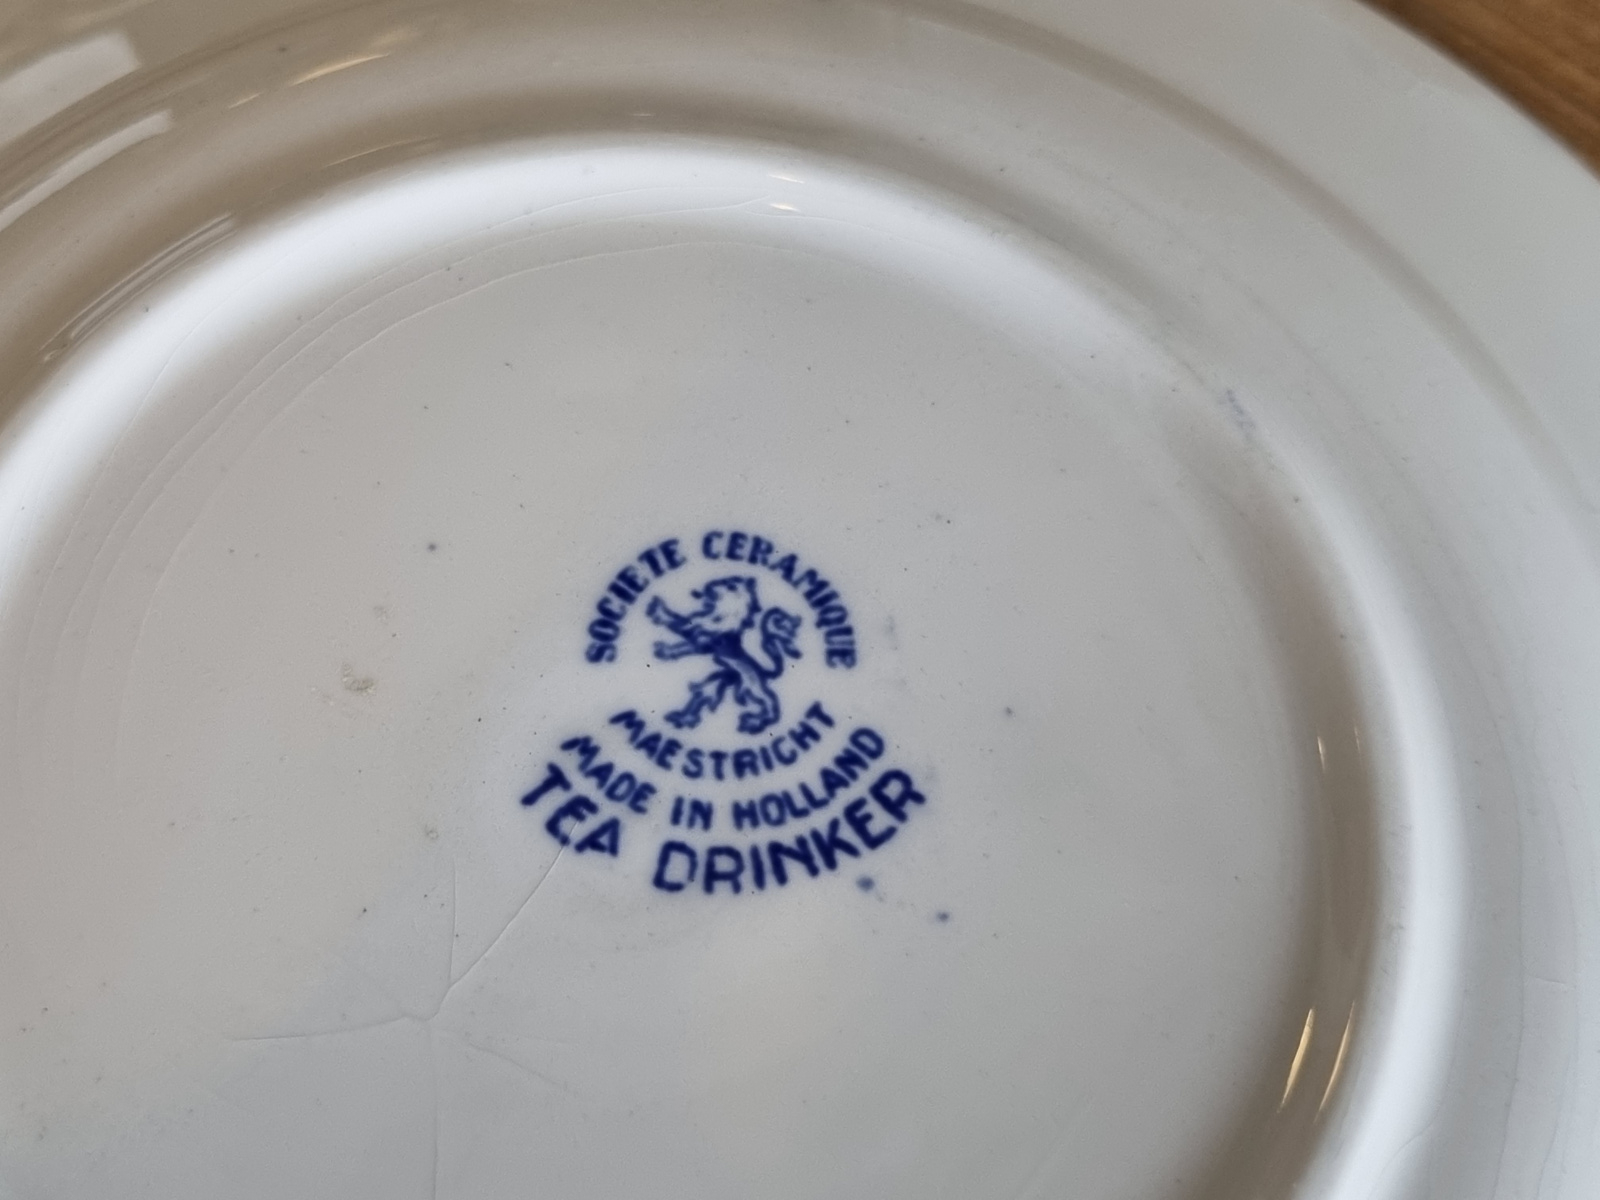 SOCIETE CERAMIQUE
MAESTRICHT
MADE IN HOLLAND
TEA DRINKER